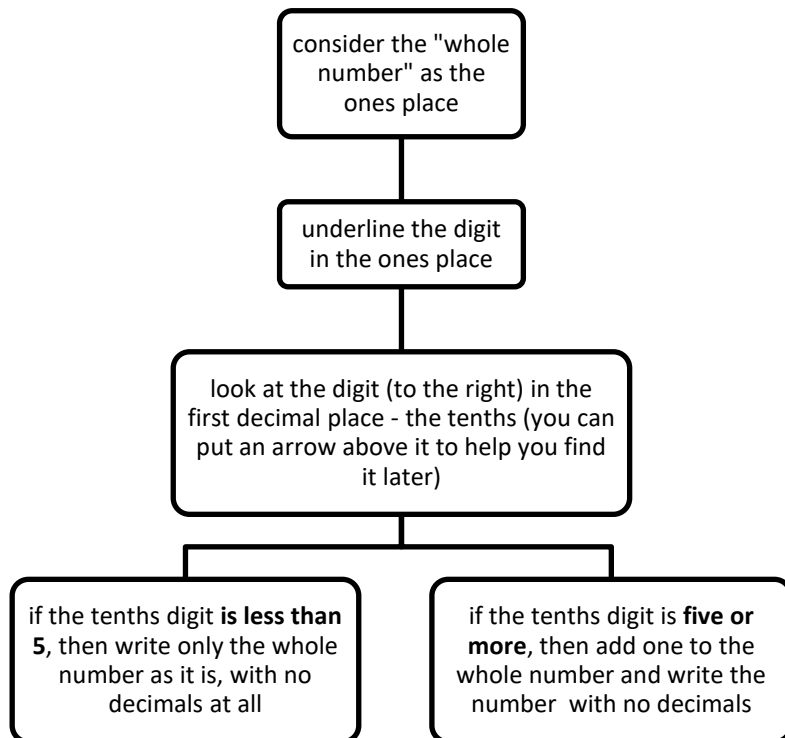 consider the "whole
number" as the
ones place
underline the digit
in the ones place
look at the digit (to the right) in the
first decimal place - the tenths (you can
put an arrow above it to help you find
it later)
if the tenths digit is less than
5, then write only the whole
number as it is, with no
decimals at all
if the tenths digit is five or
more, then add one to the
whole number and write the
number  with no decimals